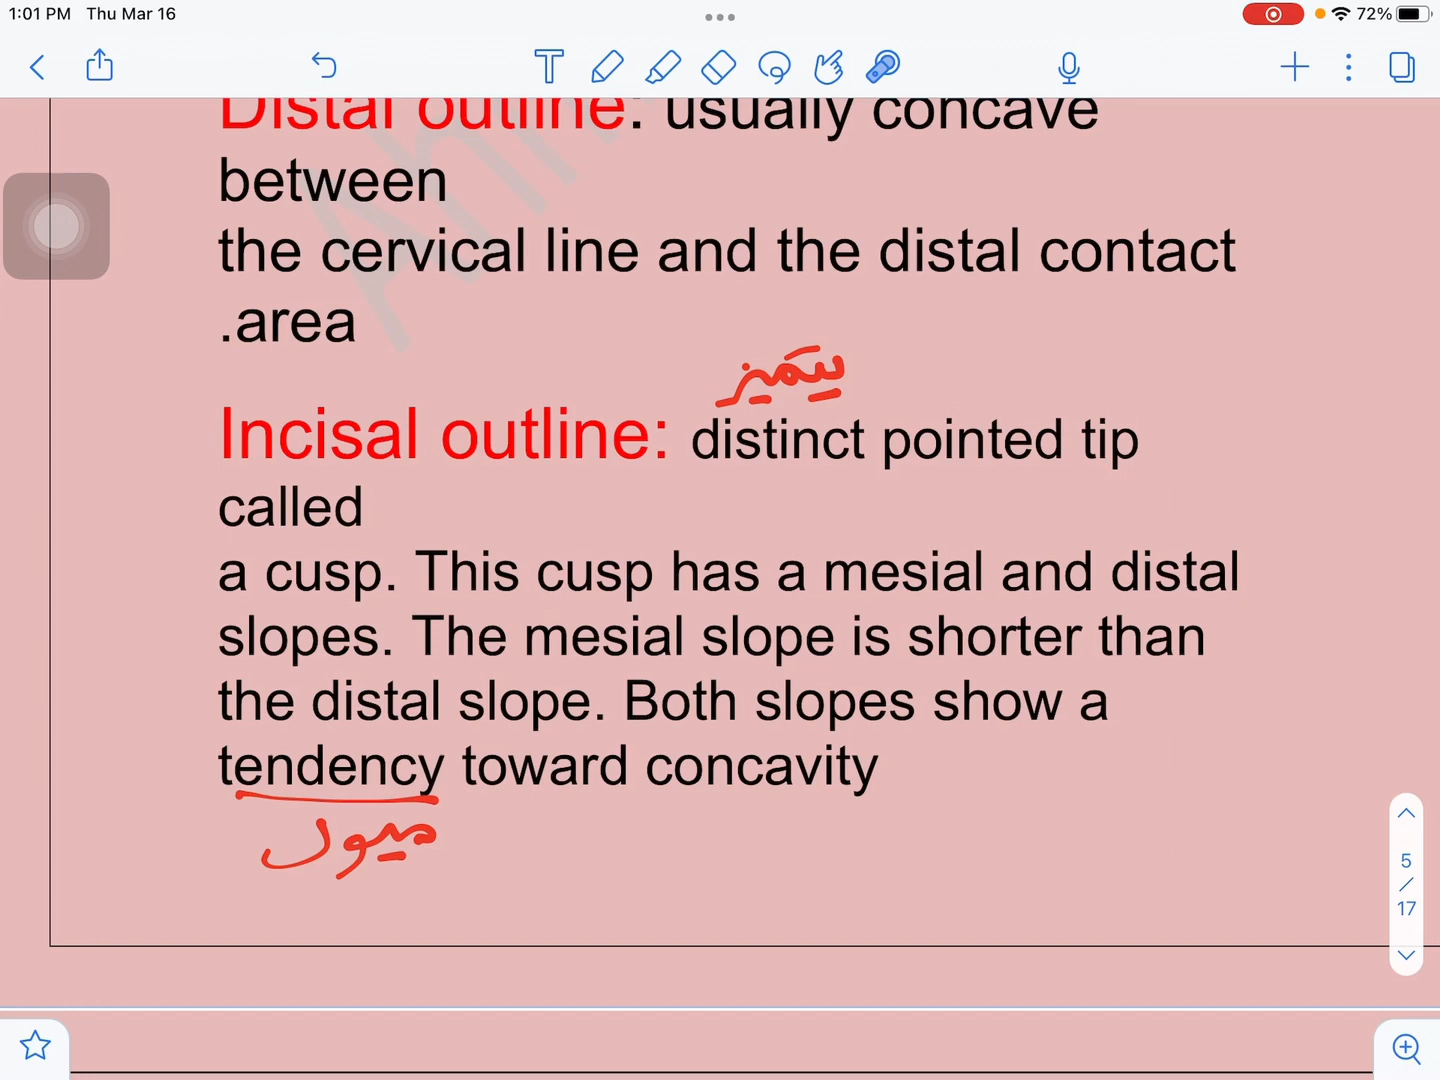 1:01 PM Thu Mar 16
72%
Distal outline: usually concave
between
the cervical line and the distal contact
.area
يتميز
Incisal outline: distinct pointed tip
called
a cusp. This cusp has a mesial and distal
slopes. The mesial slope is shorter than
the distal slope. Both slopes show a
tendency toward concavity
ميول
5
/
17